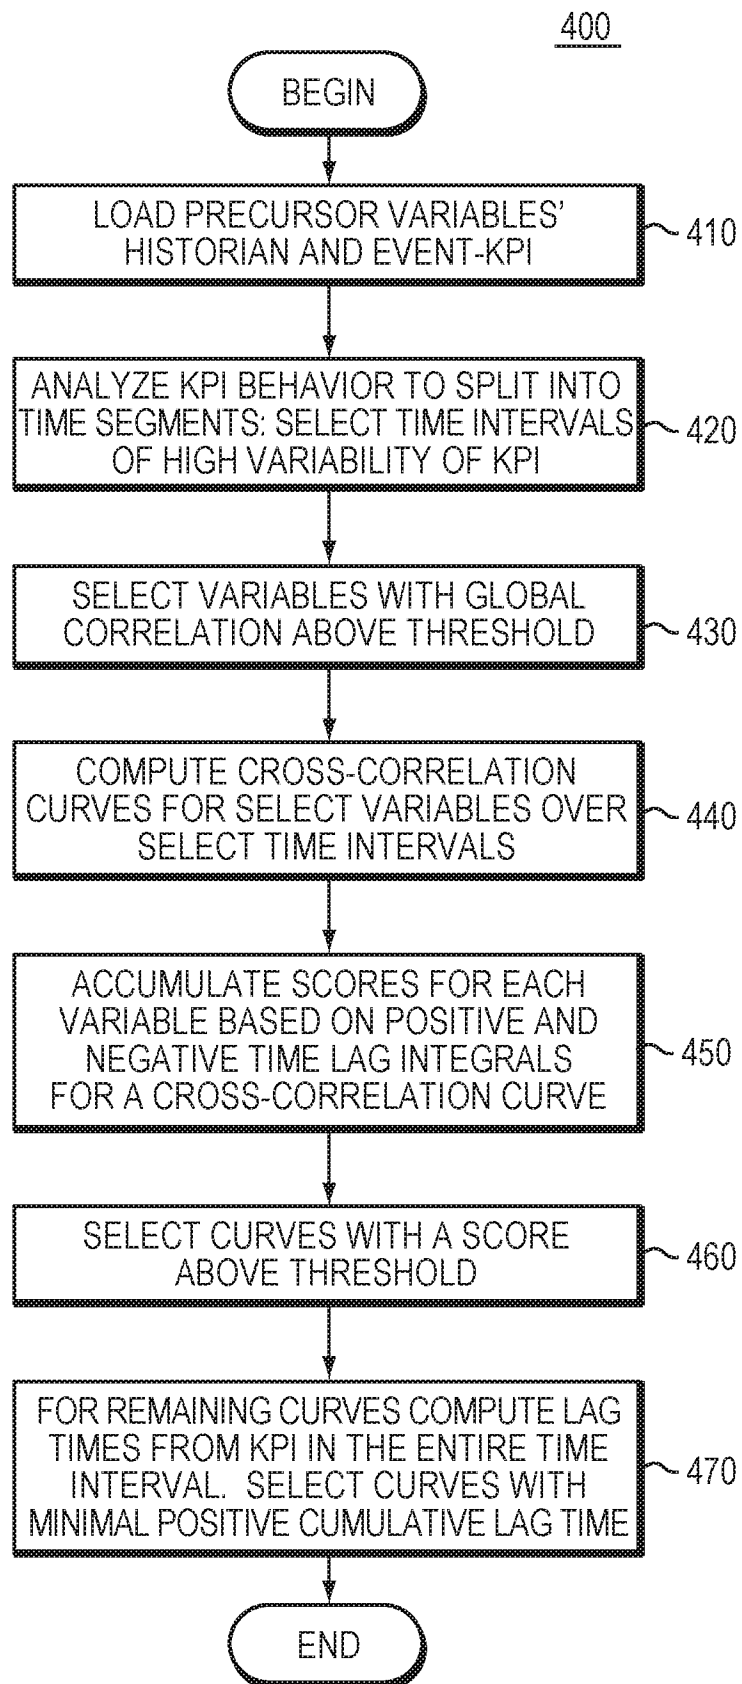 400
BEGIN
LOAD PRECURSOR VARIABLES'
HISTORIAN AND EVENT-KPI
410
ANALYZE KPI BEHAVIOR TO SPLIT INTO
TIME SEGMENTS: SELECT TIME INTERVALS
OF HIGH VARIABILITY OF KPI
420
SELECT VARIABLES WITH GLOBAL
CORRELATION ABOVE THRESHOLD
430
COMPUTE CROSS-CORRELATION
CURVES FOR SELECT VARIABLES OVER
SELECT TIME INTERVALS
440
ACCUMULATE SCORES FOR EACH
VARIABLE BASED ON POSITIVE AND
NEGATIVE TIME LAG INTEGRALS
FOR A CROSS-CORRELATION CURVE
450
SELECT CURVES WITH A SCORE
ABOVE THRESHOLD
460
FOR REMAINING CURVES COMPUTE LAG
TIMES FROM KPI IN THE ENTIRE TIME
INTERVAL. SELECT CURVES WITH
MINIMAL POSITIVE CUMULATIVE LAG TIME
470
END